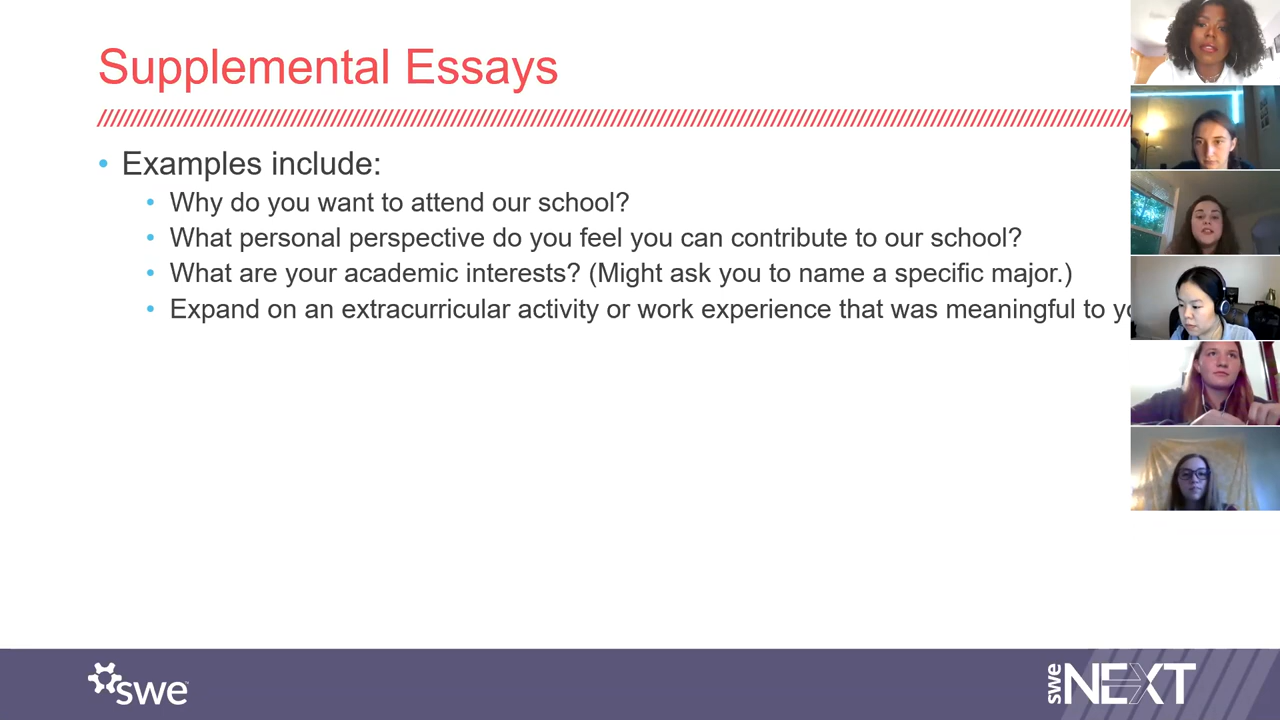 Supplemental Essays
Examples include:
Why do you want to attend our school?
What personal perspective do you feel you can contribute to our school?
What are your academic interests? (Might ask you to name a specific major.)
Expand on an extracurricular activity or work experience that was meaningful to
swe
swe NEXT